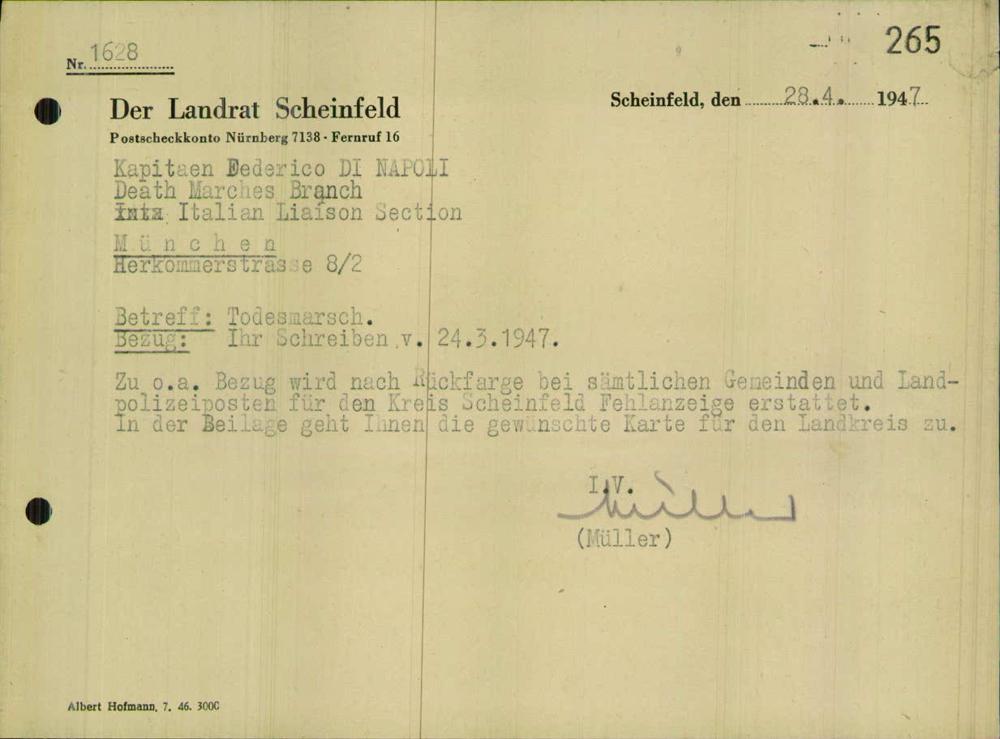 265
Nr. 1628
Der Landrat Scheinfeld
Scheinfeld, den 28.4. 1947.
Postscheckkonto Nürnberg 7138 · Fernruf 16
Kapitaen Federico DI NAPOLI
Death Marches Branch
Italian Liaison Section
München
Herkommerstrasse 8/2
Betreff: Todesmarsch.
Bezug: Ihr Schreiben v. 24.3.1947.
Zu o.a. Bezug wird nach Rückfarge bei sämtlichen Gemeinden und Land-
polizeiposten für den Kreis Scheinfeld Fehlanzeige erstattet.
In der Beilage geht Ihnen die gewünschte Karte für den Landkreis zu.
I.V.
Müller
(Müller)
Albert Hofmann, 7. 46. 3000